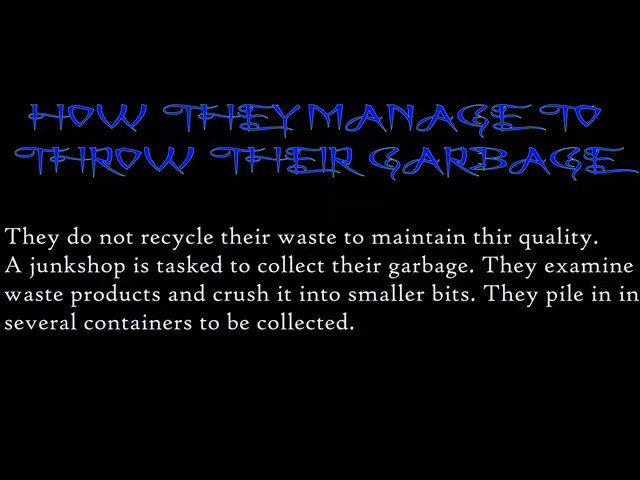 HOW THEY MANAGE TO
THROW THEIR GARBAGE
They do not recycle their waste to maintain thir quality.
A junkshop is tasked to collect their garbage. They examine
waste products and crush it into smaller bits. They pile in in
several containers to be collected.